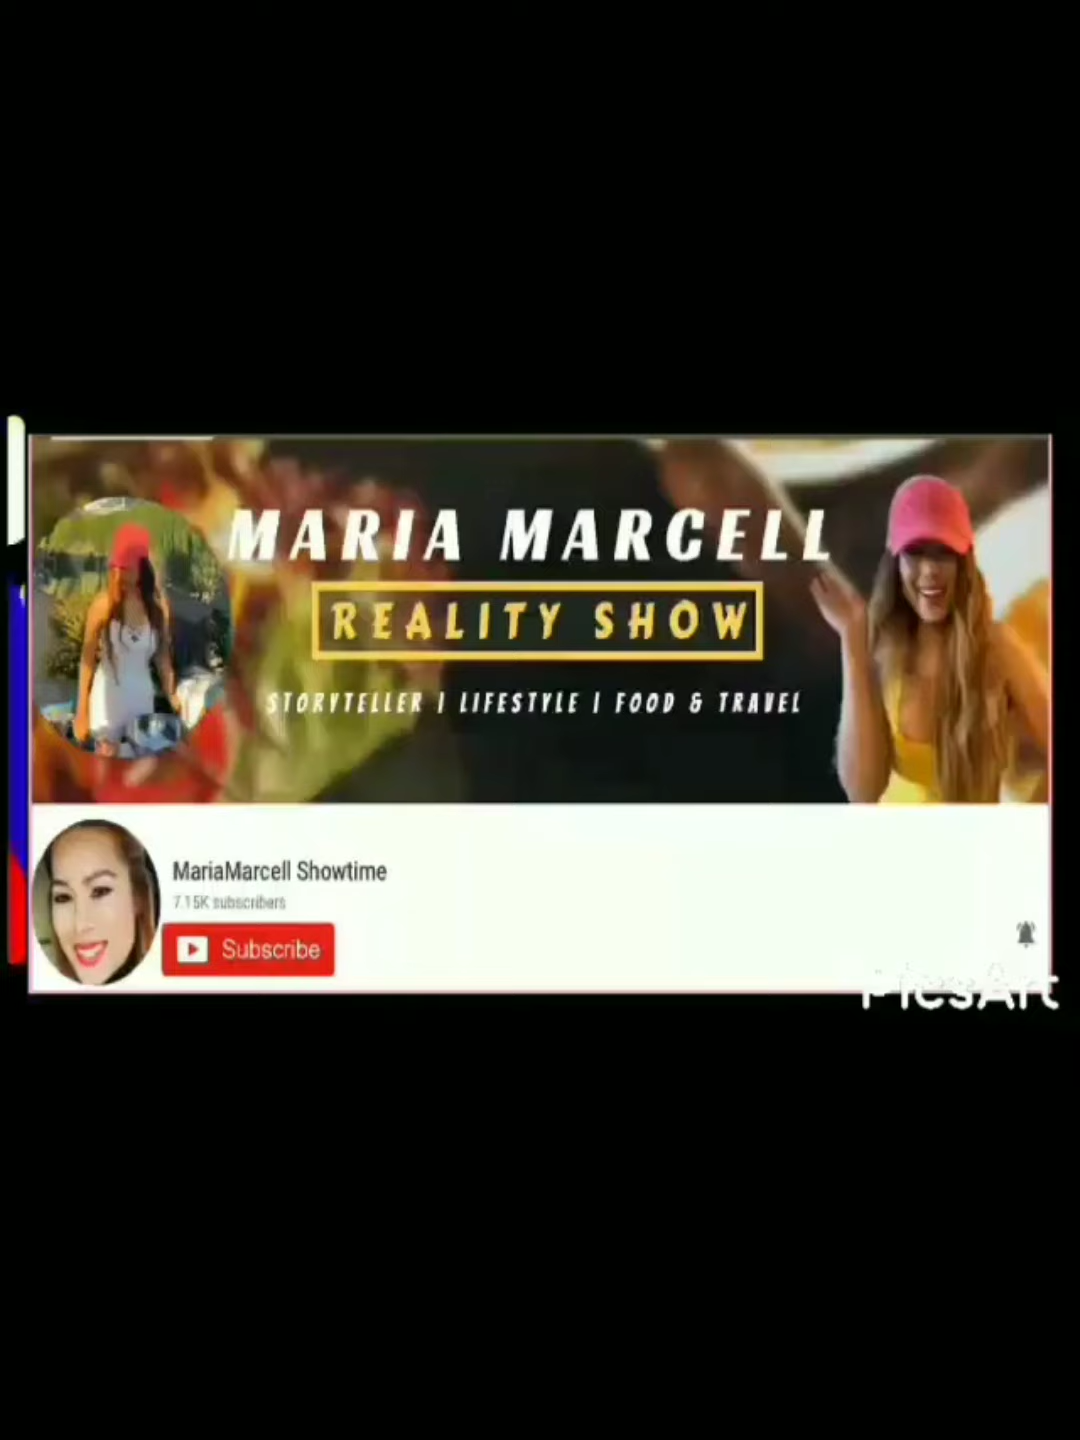 MARIA MARCELL
REALITY SHOW
STORYTELLER | LIFESTYLE | FOOD & TRAVEL
MariaMarcell Showtime
7.15K subscribers
Subscribe
PicsArt